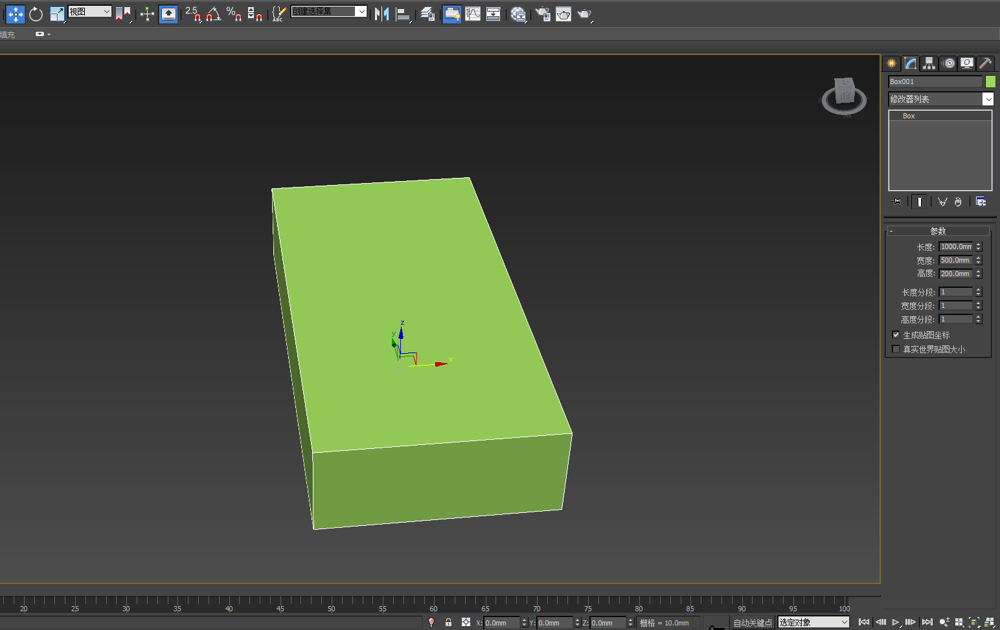 视图
2.5
%
ABC
创建选择集
填充
Box001
修改器列表
Box
- 参数
长度: 1000.0mm
宽度: 500.0mm
高度: 200.0mm
长度分段: 1
宽度分段: 1
高度分段: 1
生成贴图坐标
真实世界贴图大小
z
y
x
20 25 30 35 40 45 50 55 60 65 70 75 80 85 90 95 100
X: 0.0mm Y: 0.0mm Z: 0.0mm 栅格 = 10.0mm 自动关键点 选定对象